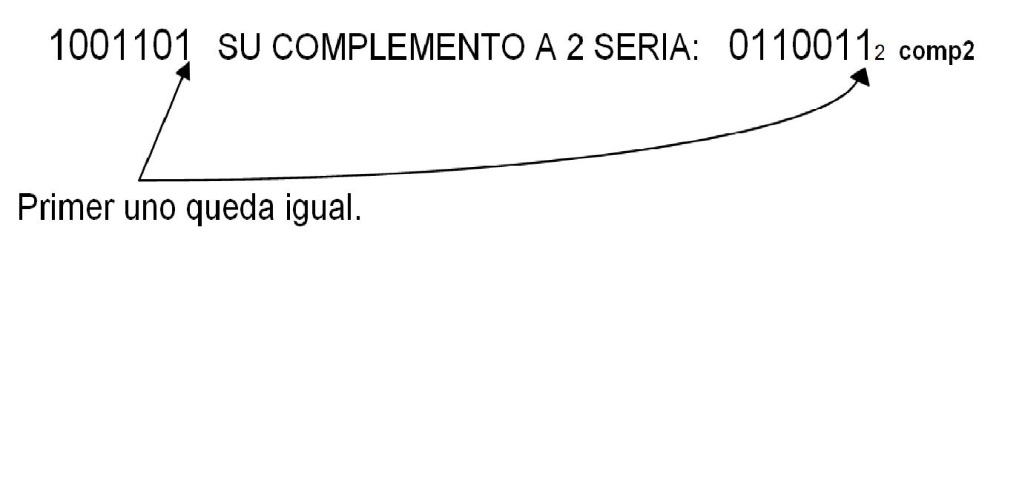 1001101 SU COMPLEMENTO A 2 SERIA: 0110011₂ comp2
Primer uno queda igual.